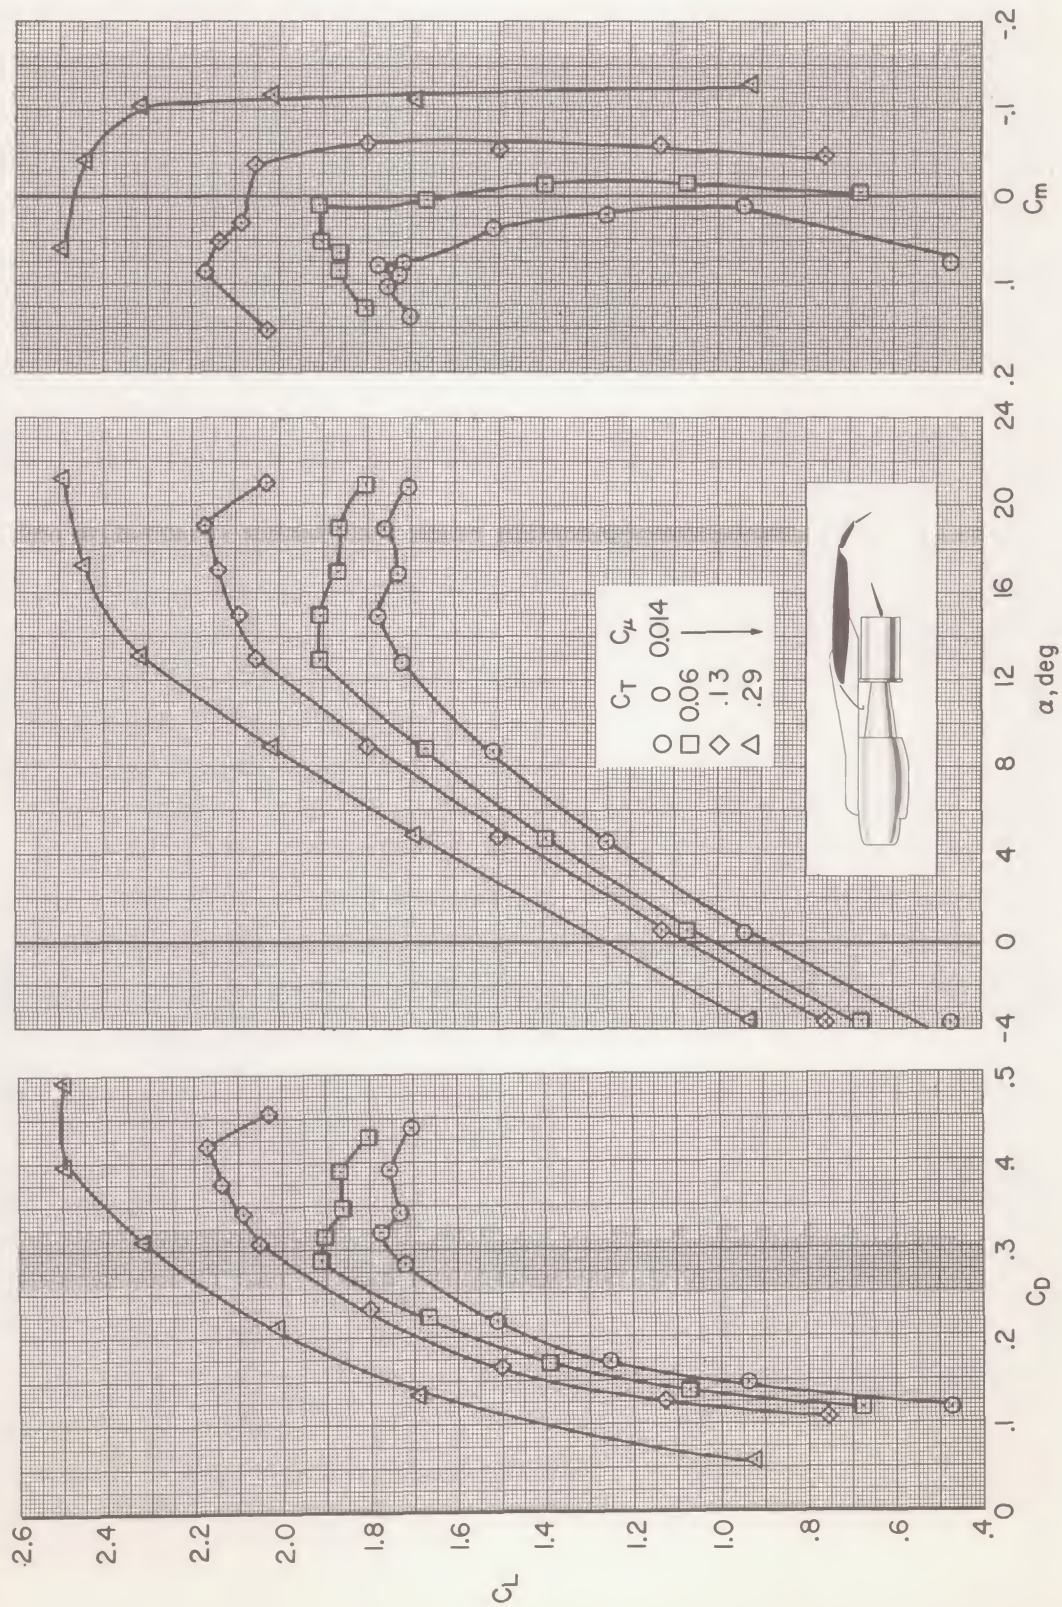 2.6
2.4
2.2
2.0
1.8
1.6
1.4
1.2
1.0
.8
.6
.4
C_L
0 .1 .2 .3 .4 .5
C_D
-4 0 4 8 12 16 20 24
α, deg
.2 .1 0 -.1 -.2
C_m
C_T C_μ
○ 0 0.014
□ 0.06
◇ .13
△ .29